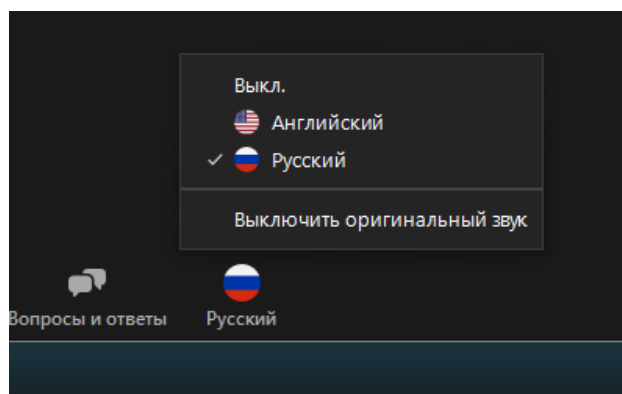 Выкл.
Английский
Русский
Выключить оригинальный звук
Вопросы и ответы
Русский